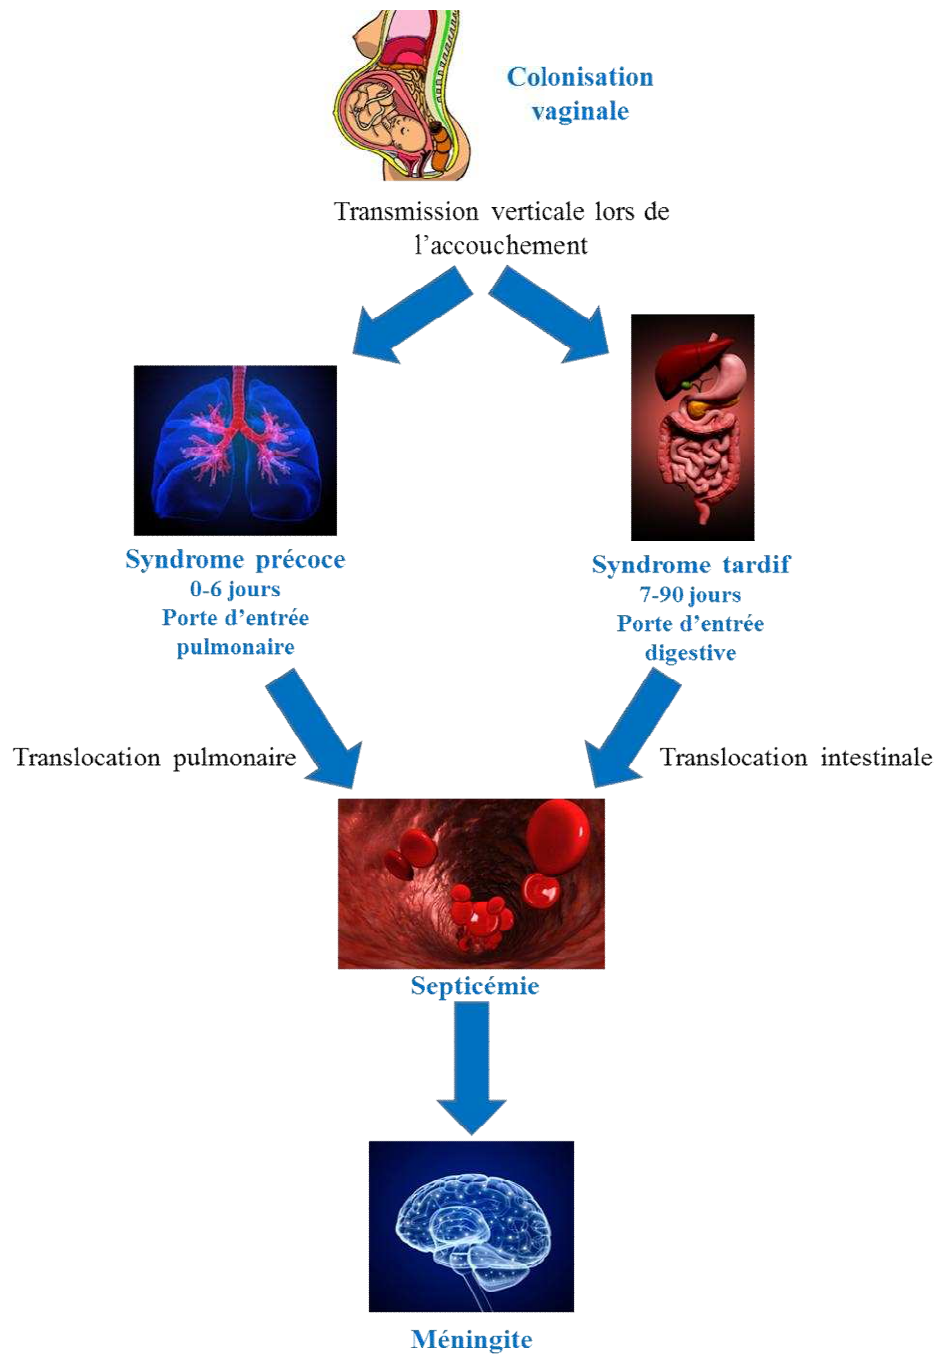 Colonisation
vaginale
Transmission verticale lors de
l’accouchement
Syndrome précoce
0-6 jours
Porte d’entrée
pulmonaire
Syndrome tardif
7-90 jours
Porte d’entrée
digestive
Translocation pulmonaire
Translocation intestinale
Septicémie
Méningite